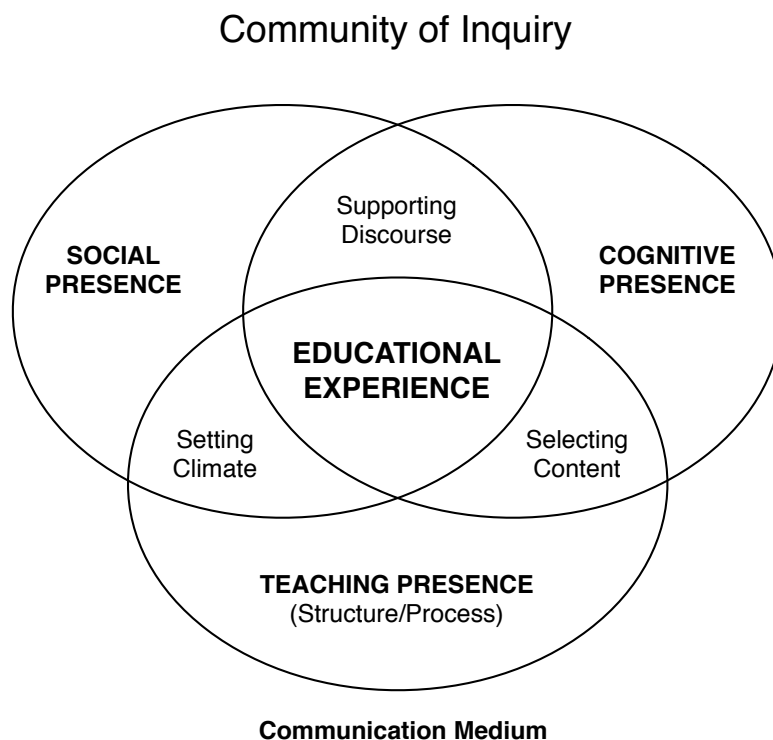 Community of Inquiry
Supporting
Discourse
SOCIAL
PRESENCE
COGNITIVE
PRESENCE
EDUCATIONAL
EXPERIENCE
Setting
Climate
Selecting
Content
TEACHING PRESENCE
(Structure/Process)
Communication Medium